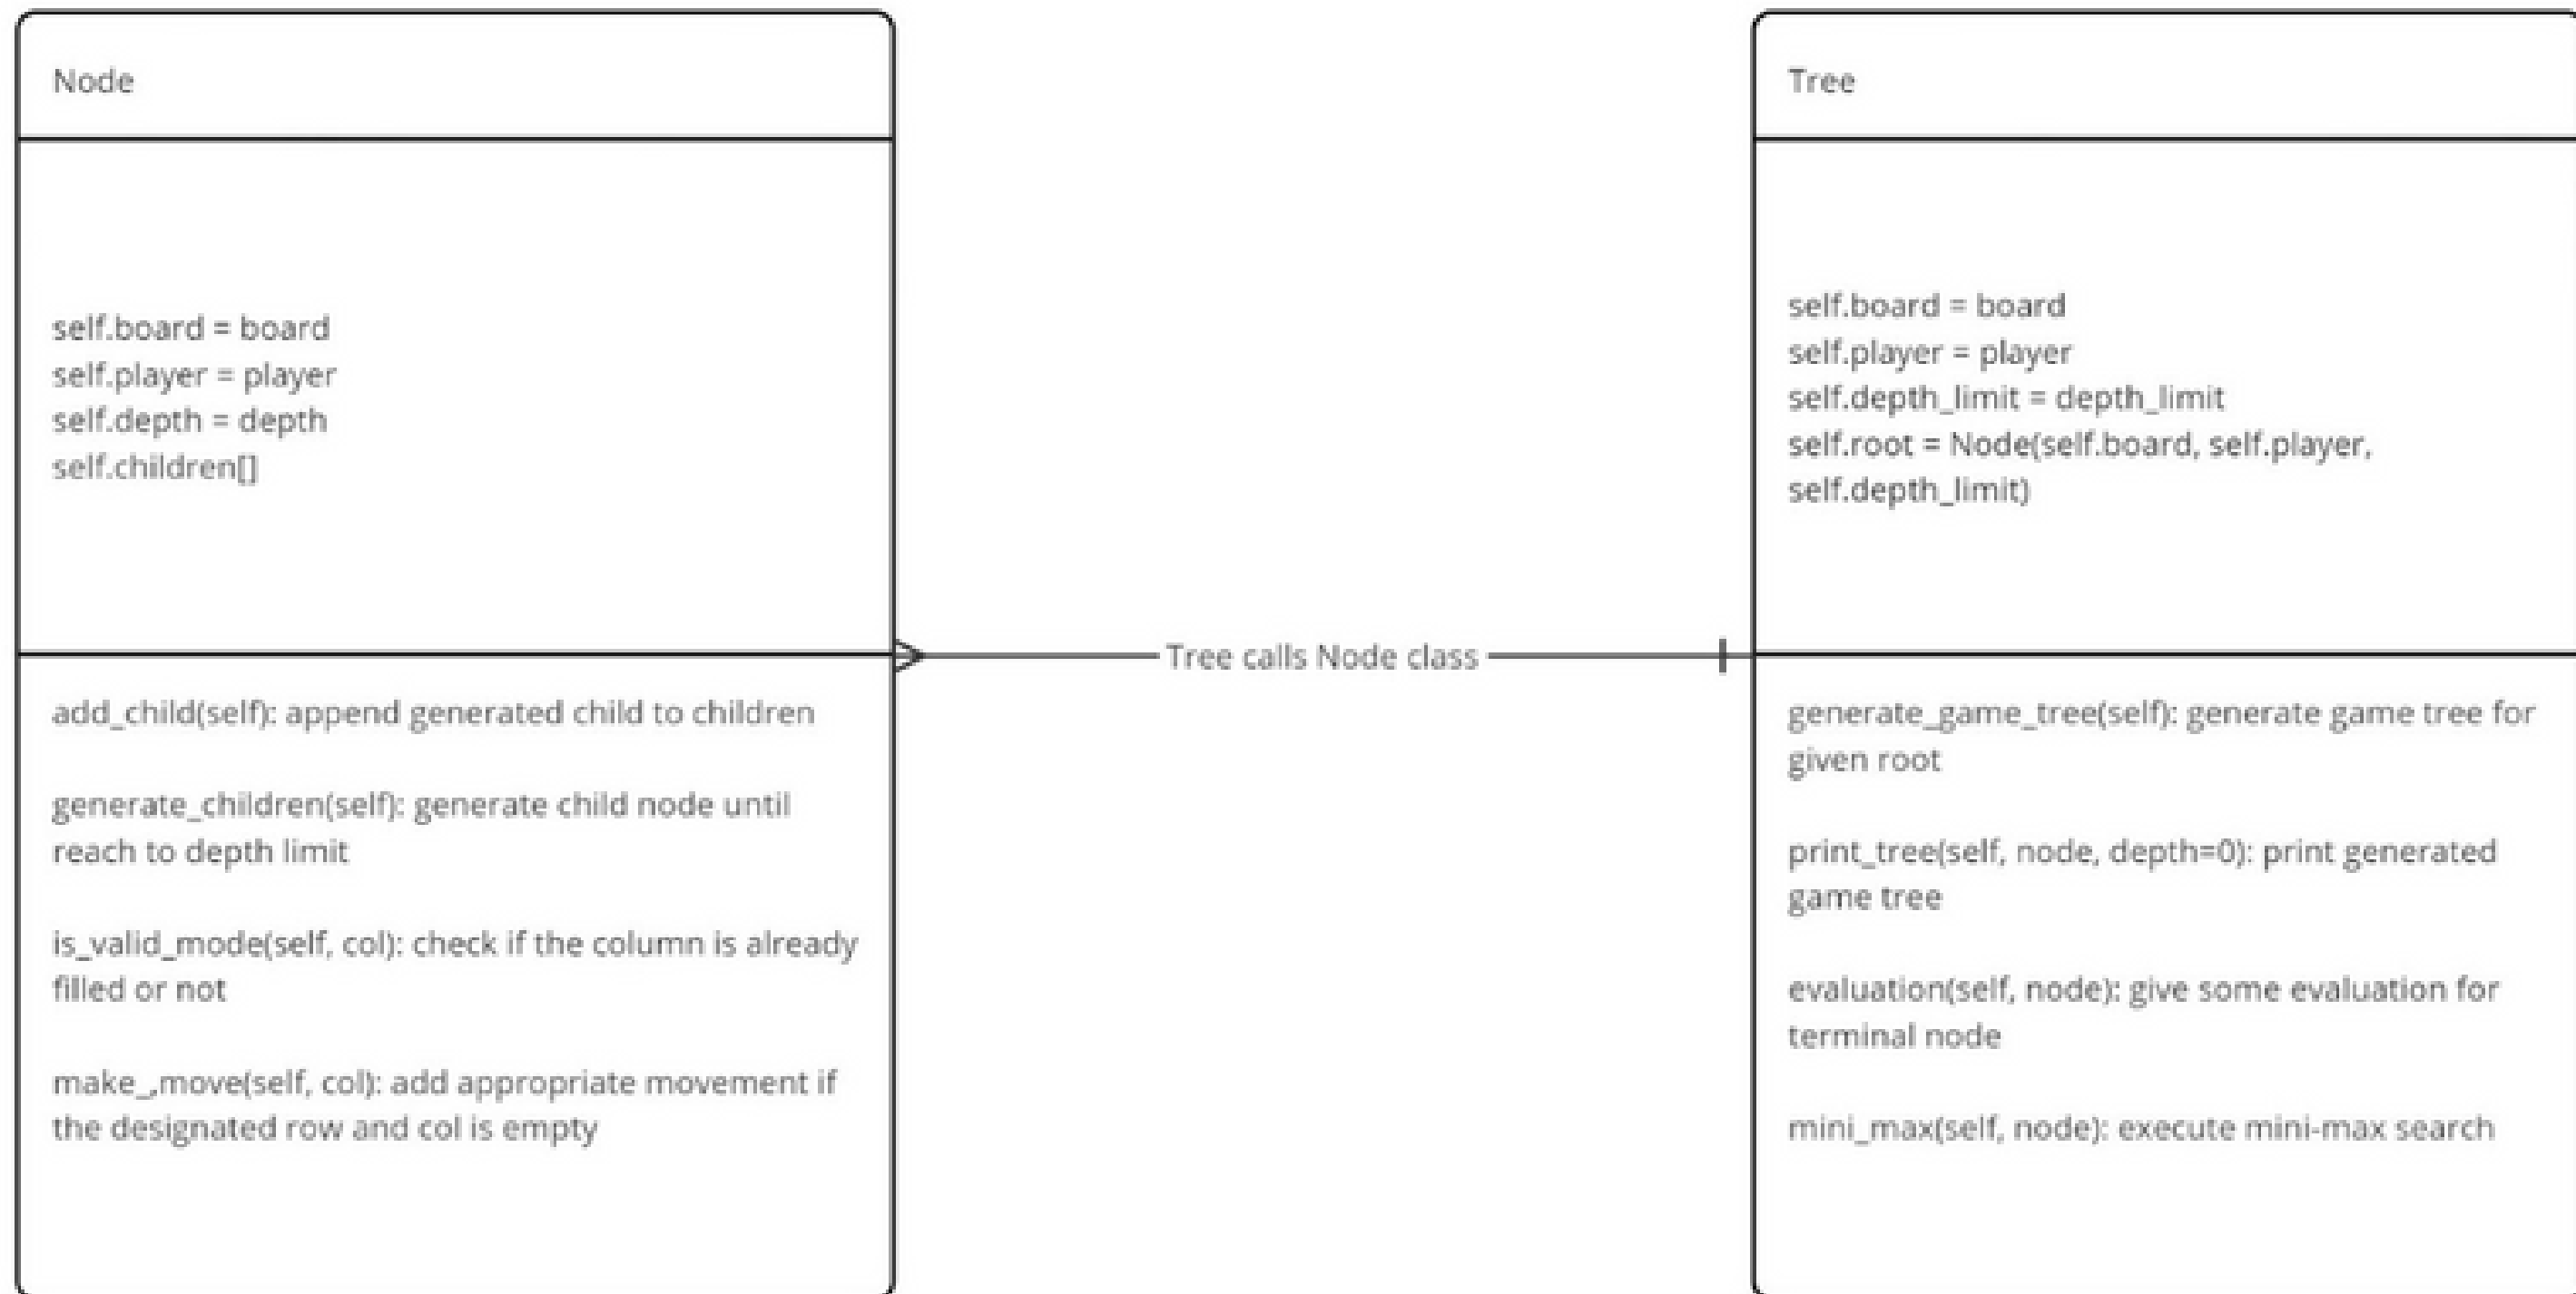 Node
self.board = board
self.player = player
self.depth = depth
self.children[]
add_child(self): append generated child to children
generate_children(self): generate child node until
reach to depth limit
is_valid_mode(self, col): check if the column is already
filled or not
make_,move(self, col): add appropriate movement if
the designated row and col is empty
Tree calls Node class
Tree
self.board = board
self.player = player
self.depth_limit = depth_limit
self.root = Node(self.board, self.player,
self.depth_limit)
generate_game_tree(self): generate game tree for
given root
print_tree(self, node, depth=0): print generated
game tree
evaluation(self, node): give some evaluation for
terminal node
mini_max(self, node): execute mini-max search